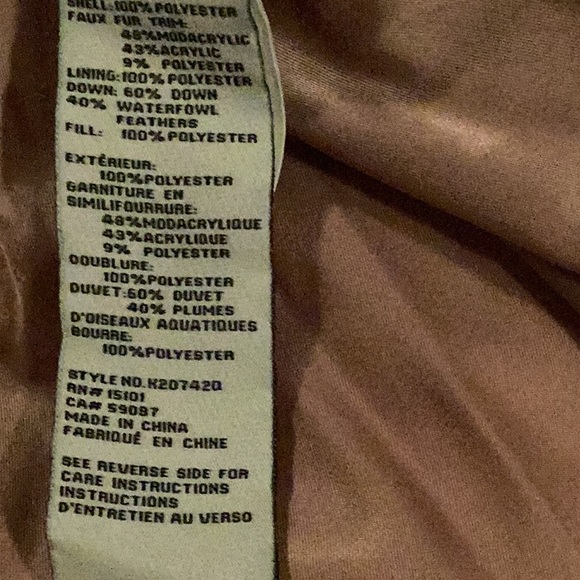 SHELL:100%POLYESTER
FAUX FUR TRIM:
48%MODACRYLIC
43%ACRYLIC
9% POLYESTER
LINING:100%POLYESTER
DOWN: 60% DOWN
40% WATERFOWL
FEATHERS
FILL: 100%POLYESTER
EXTÉRIEUR:
100%POLYESTER
GARNITURE EN
SIMILIFOURRURE:
48%MODACRYLIQUE
43%ACRYLIQUE
9% POLYESTER
DOUBLURE:
100%POLYESTER
DUVET:60% DUVET
40% PLUMES
D'OISEAUX AQUATIQUES
BOURRE:
100%POLYESTER
STYLE NO.K207420
RN# 15101
CA# 59087
MADE IN CHINA
FABRIQUÉ EN CHINE
SEE REVERSE SIDE FOR
CARE INSTRUCTIONS
INSTRUCTIONS
D'ENTRETIEN AU VERSO